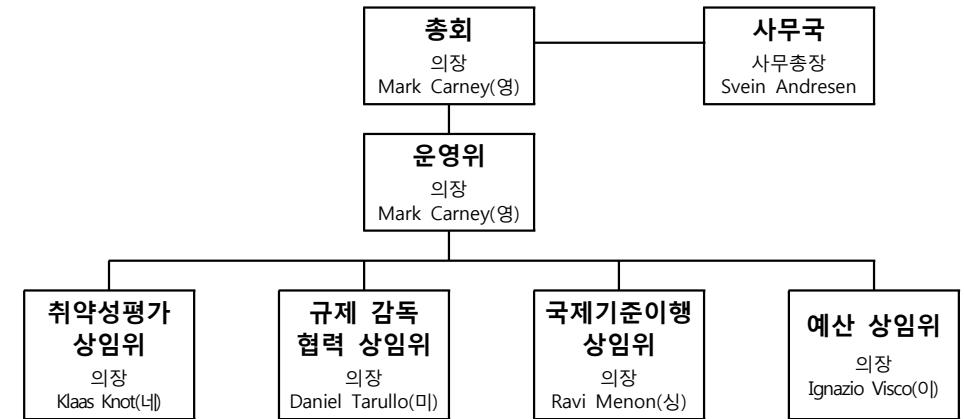 총회
의장
Mark Carney(영)
사무국
사무총장
Svein Andresen
운영위
의장
Mark Carney(영)
취약성평가
상임위
의장
Klaas Knot(네)
규제 감독
협력 상임위
의장
Daniel Tarullo(미)
국제기준이행
상임위
의장
Ravi Menon(싱)
예산 상임위
의장
Ignazio Visco(이)